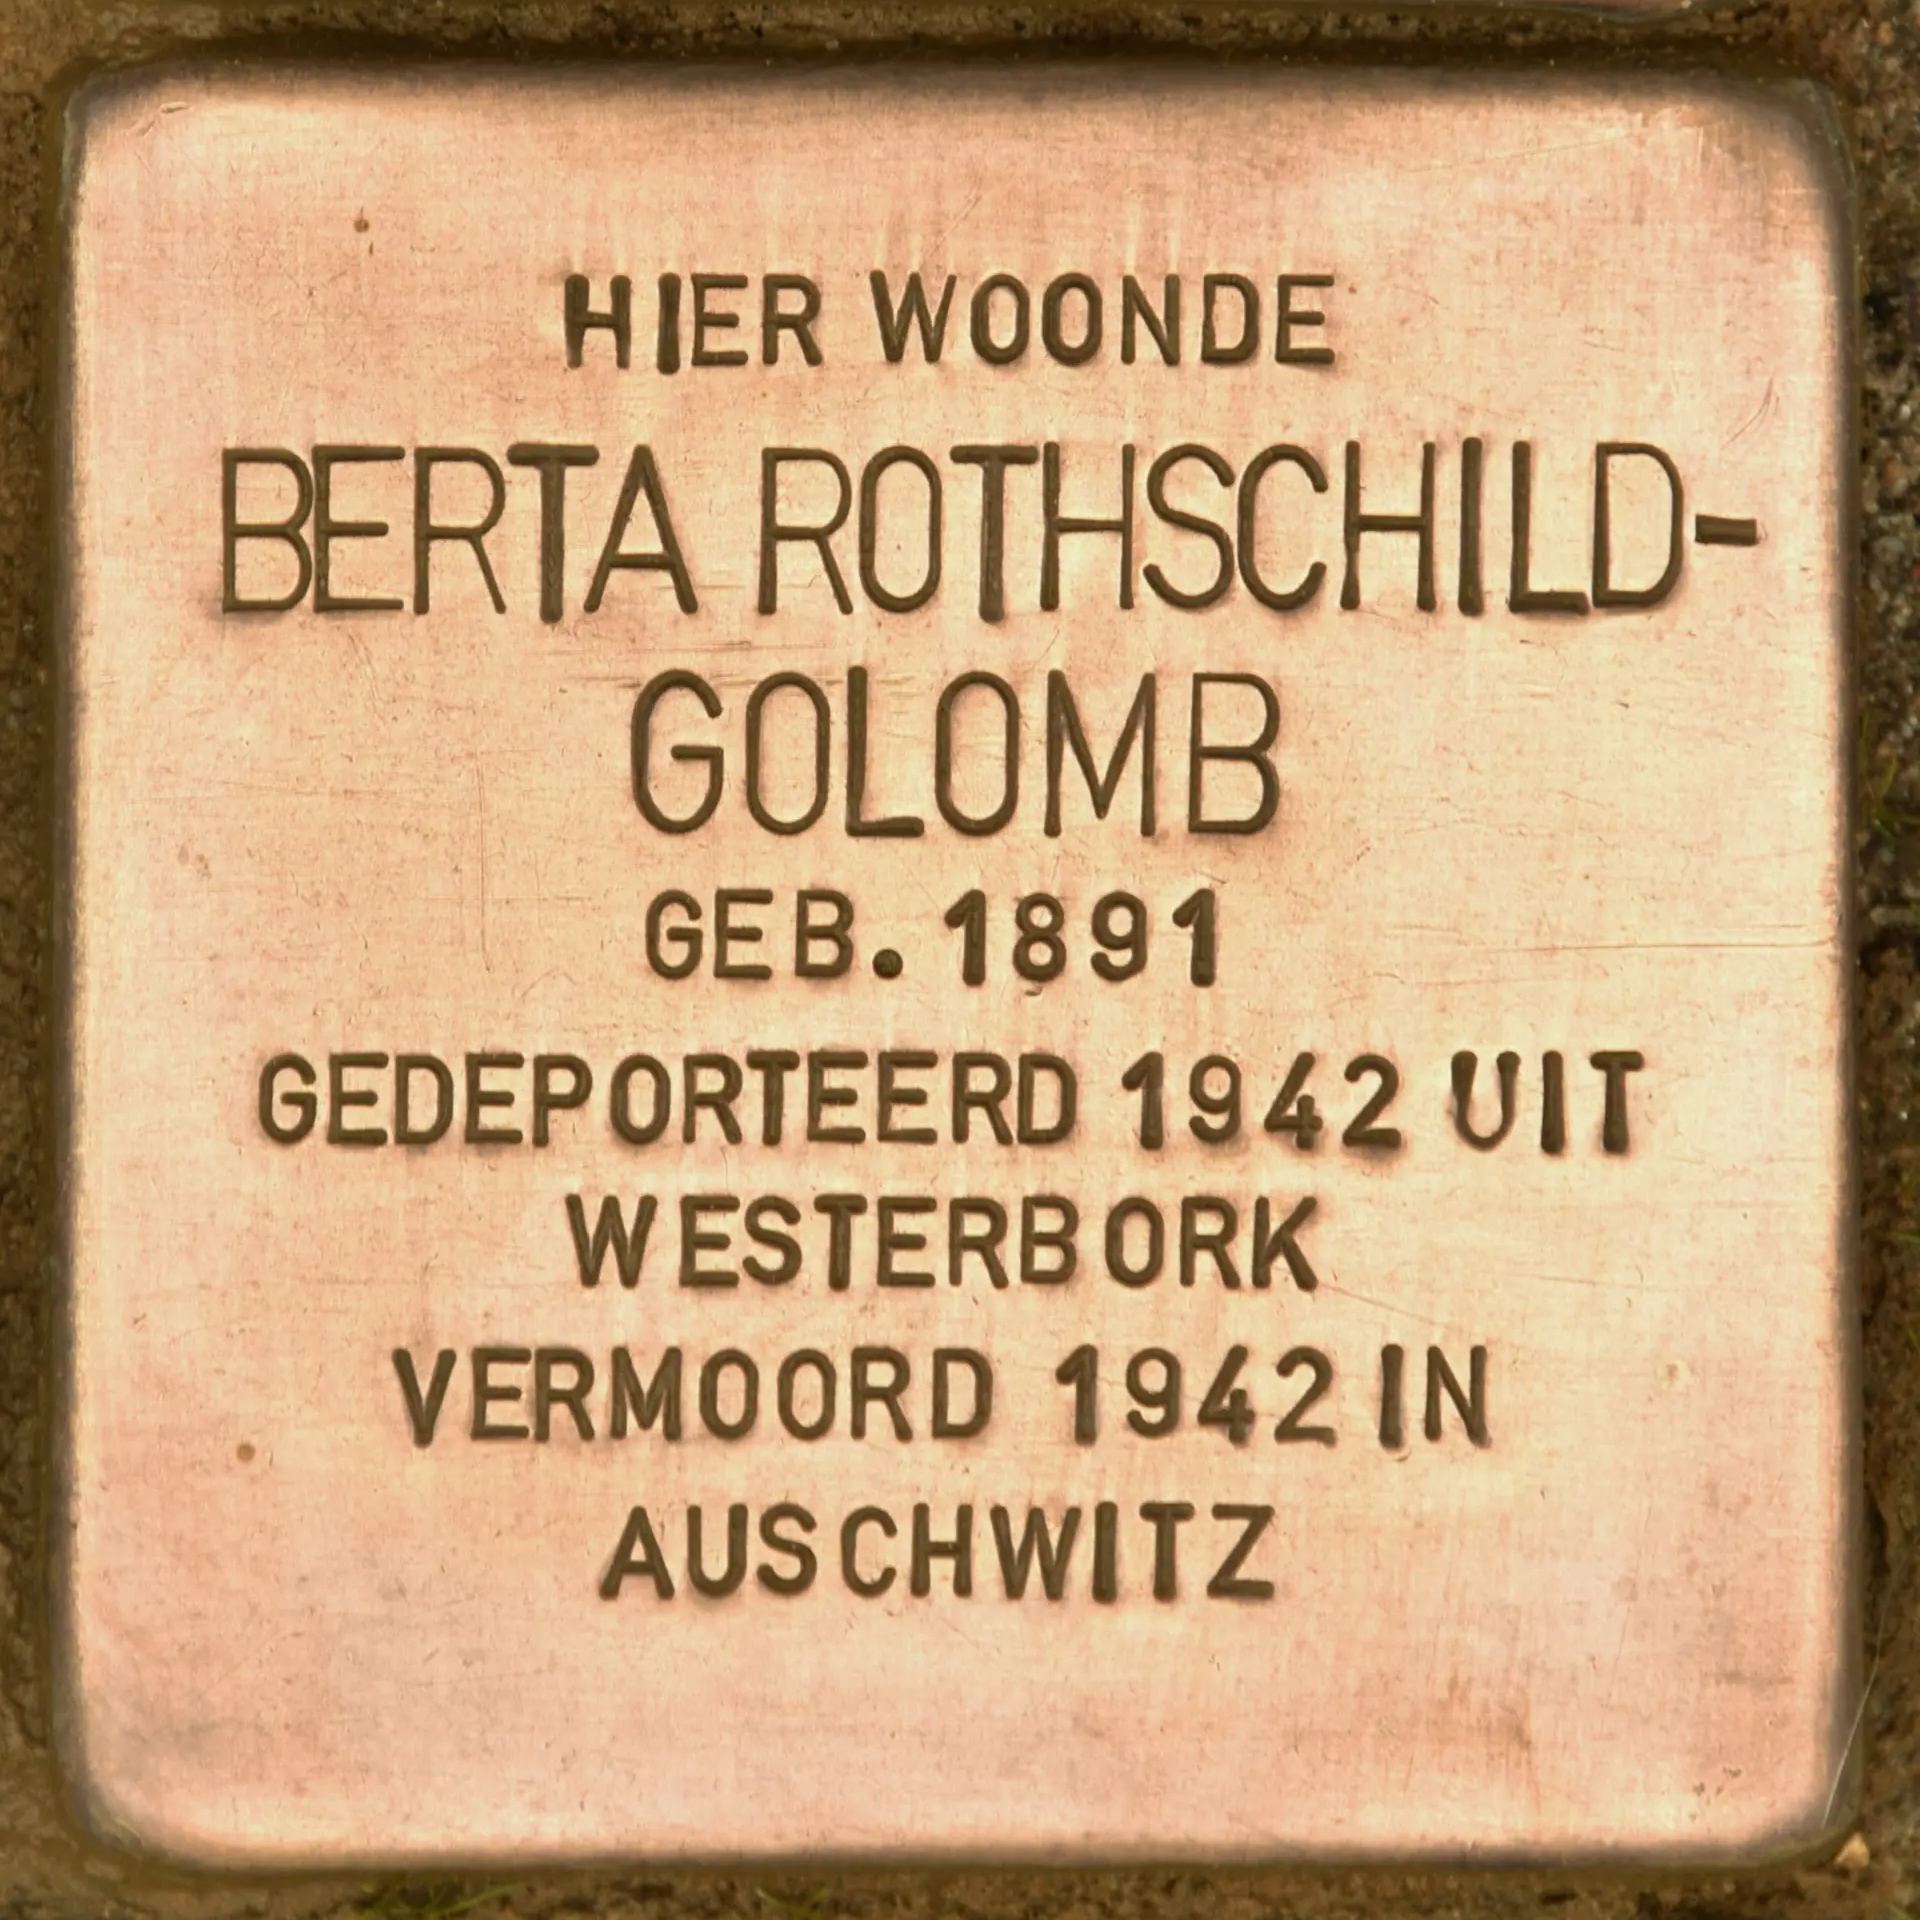 HIER WOONDE
BERTA ROTHSCHILD-
GOLOMB
GEB. 1891
GEDEPORTEERD 1942 UIT
WESTERBORK
VERMOORD 1942 IN
AUSCHWITZ